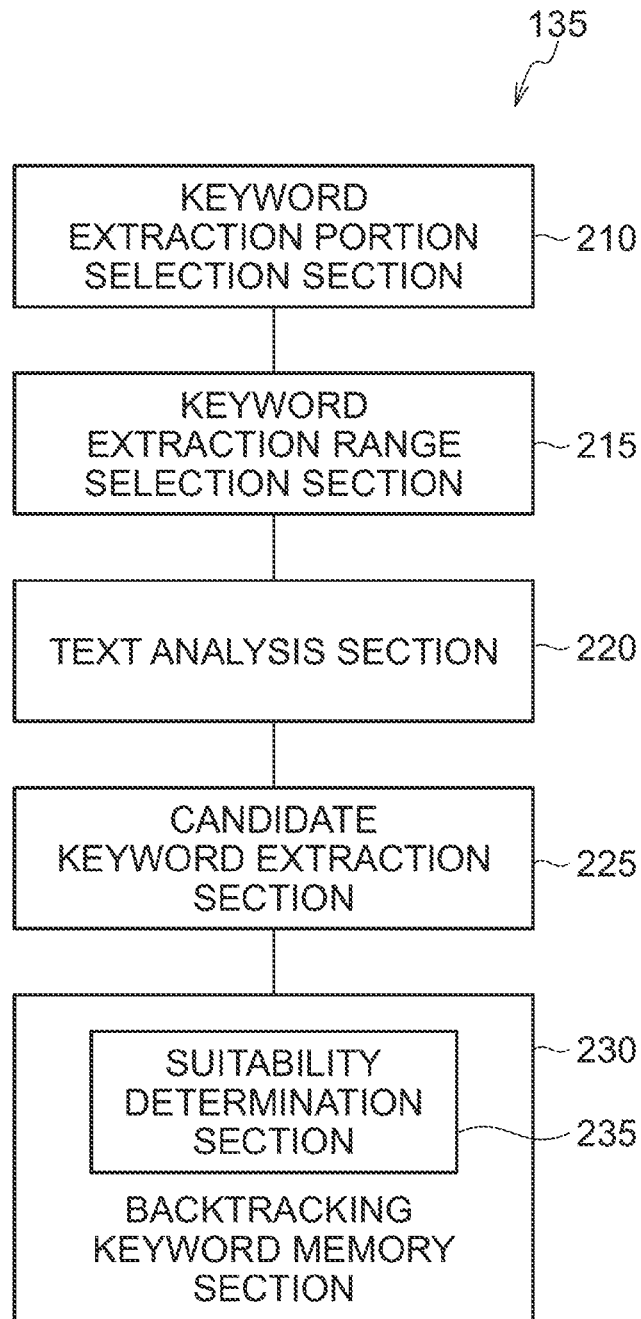 135
KEYWORD
EXTRACTION PORTION
SELECTION SECTION
210
KEYWORD
EXTRACTION RANGE
SELECTION SECTION
215
TEXT ANALYSIS SECTION
220
CANDIDATE
KEYWORD EXTRACTION
SECTION
225
230
SUITABILITY
DETERMINATION
SECTION
235
BACKTRACKING
KEYWORD MEMORY
SECTION